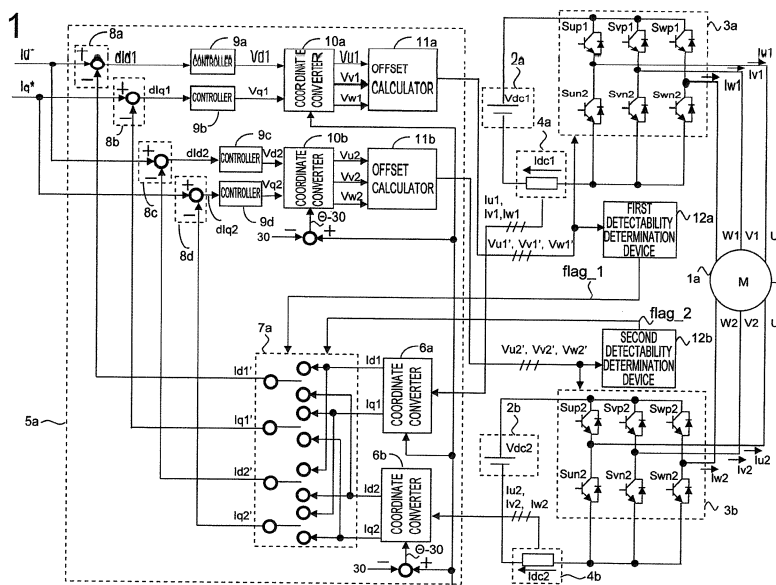 1
8a
Id*
Iq*
dId1
9a
CONTROLLER
Vd1
10a
COORDINATE CONVERTER
Vu1
Vv1
Vw1
11a
OFFSET CALCULATOR
8b
dIq1
CONTROLLER
9b
Vq1
8c
dId2
9c
CONTROLLER
Vd2
10b
COORDINATE CONVERTER
Vu2
Vv2
Vw2
11b
OFFSET CALCULATOR
8d
dIq2
CONTROLLER
9d
Vq2
Θ-30
30
2a
Vdc1
4a
Idc1
Sup1
Svp1
Swp1
Sun2
Svn2
Swn2
3a
Iu1
Iv1
Iw1
Iu1,
Iv1,Iw1
Vu1', Vv1', Vw1'
FIRST DETECTABILITY DETERMINATION DEVICE
12a
flag_1
flag_2
1a
M
W1
V1
U
W2
V2
U
Vu2', Vv2', Vw2'
SECOND DETECTABILITY DETERMINATION DEVICE
12b
5a
7a
Id1'
Iq1'
Id2'
Iq2'
Id1
Iq1
Id2
Iq2
6a
COORDINATE CONVERTER
6b
COORDINATE CONVERTER
Θ-30
30
2b
Vdc2
Iu2,
Iv2, Iw2
Idc2
4b
Sup2
Svp2
Swp2
Sun2
Svn2
Swn2
Iu2
Iv2
Iw2
3b